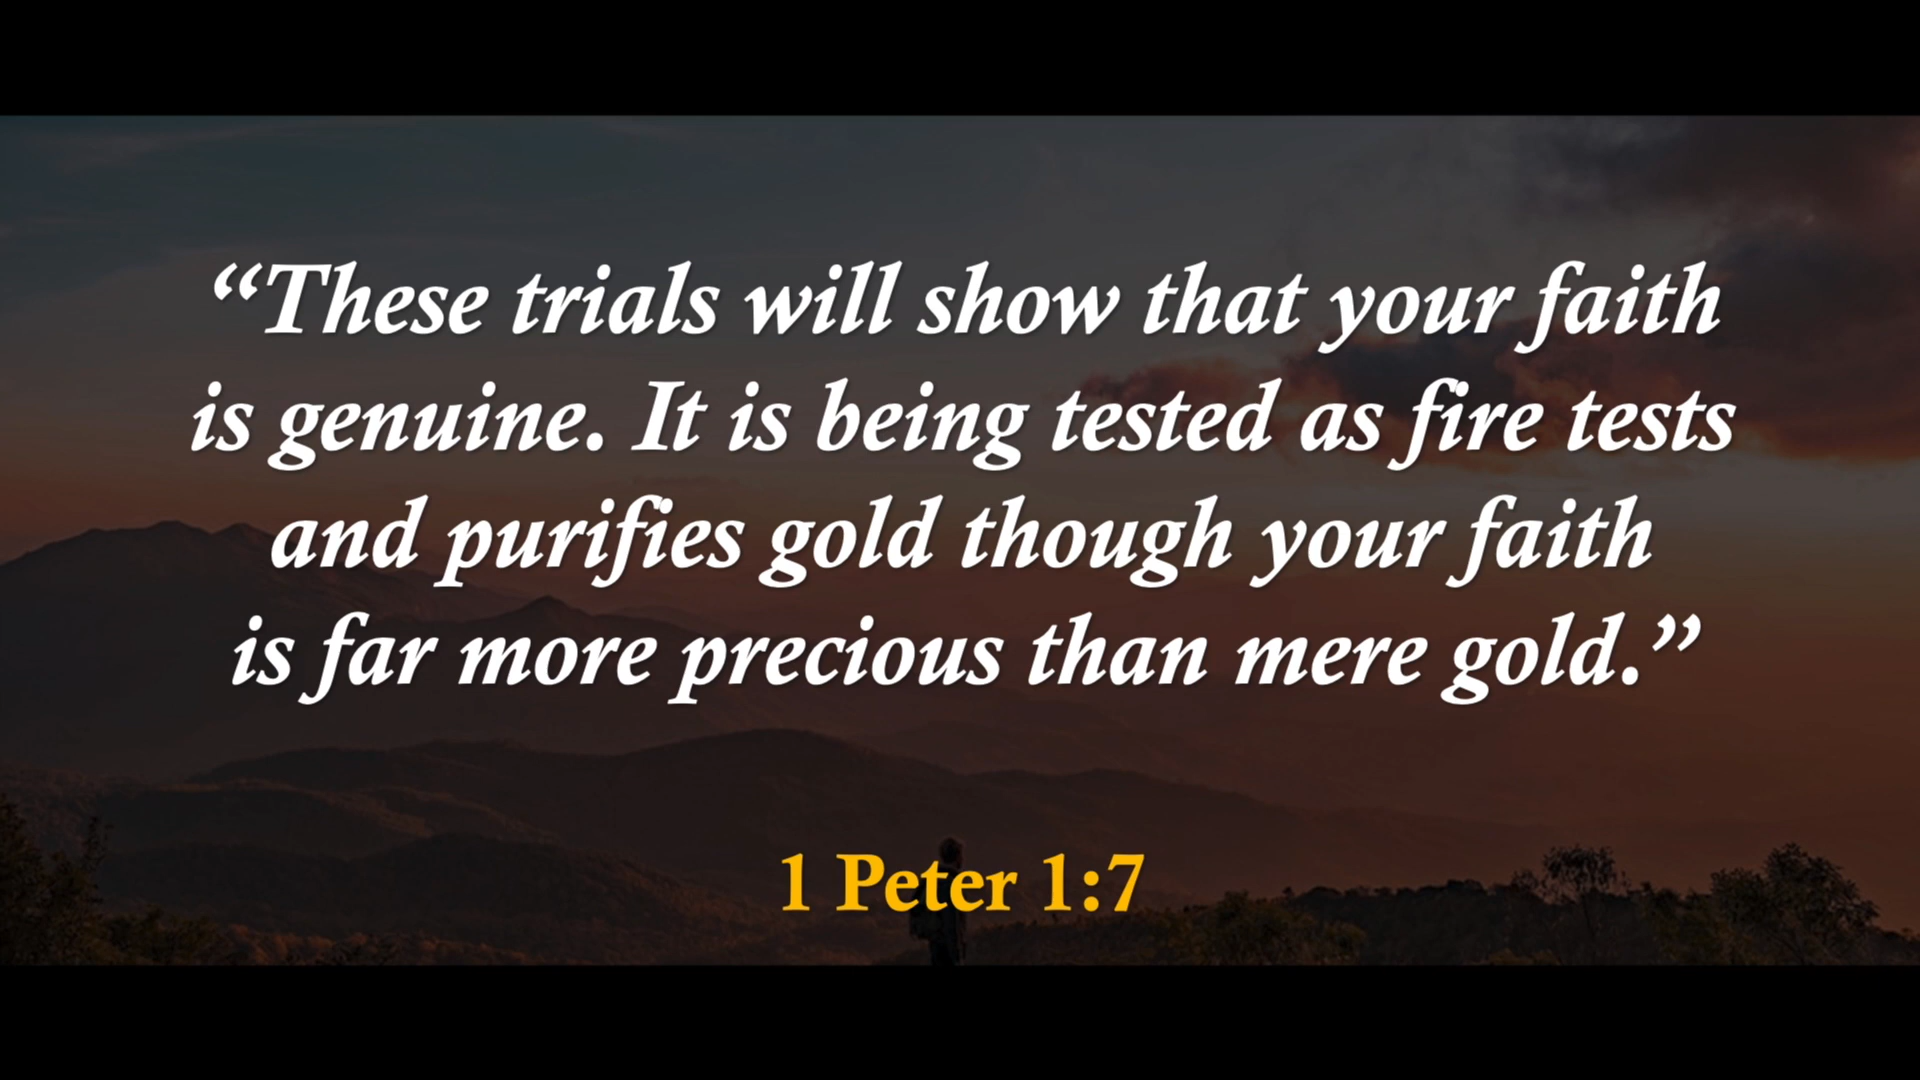 “These trials will show that your faith
is genuine. It is being tested as fire tests
and purifies gold though your faith
is far more precious than mere gold.”
1 Peter 1:7